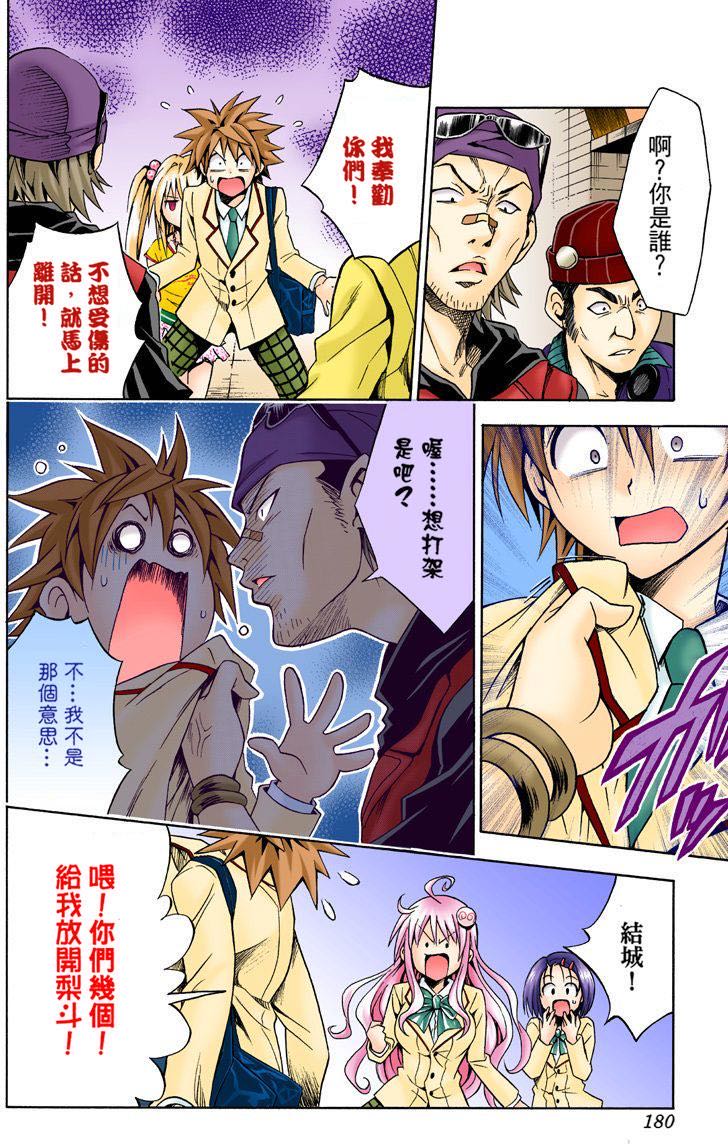 啊？你是誰？
我奉勸
你們！
不想受傷的
話，就馬上
離開！
喔⋯⋯想打架
是吧？
不⋯我不是
那個意思⋯
結城！
喂！你們幾個！
給我放開梨斗！
180